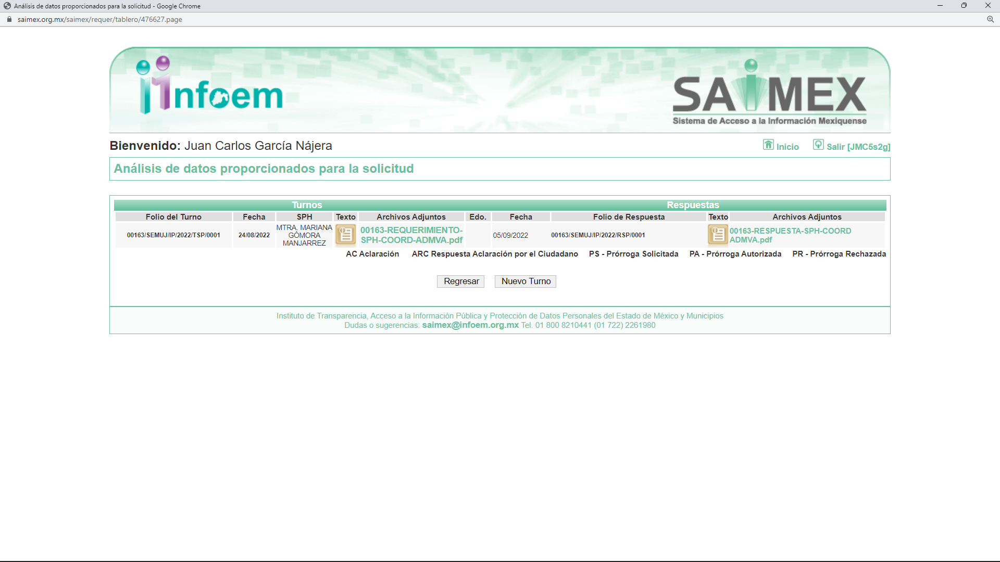 Análisis de datos proporcionados para la solicitud - Google Chrome
saimex.org.mx/saimex/requer/tablero/476627.page
infoem
SAIMEX
Sistema de Acceso a la Información Mexiquense
Bienvenido: Juan Carlos García Nájera
Inicio Salir [JMC5s2g]
Análisis de datos proporcionados para la solicitud
Turnos Respuestas
Folio del Turno Fecha SPH Texto Archivos Adjuntos Edo. Fecha Folio de Respuesta Texto Archivos Adjuntos
00163/SEMUJ/IP/2022/TSP/0001 24/08/2022 MTRA. MARIANA
GÓMORA
MANJARREZ
00163-REQUERIMIENTO-
SPH-COORD-ADMVA.pdf
05/09/2022 00163/SEMUJ/IP/2022/RSP/0001
00163-RESPUESTA-SPH-COORD
ADMVA.pdf
AC Aclaración ARC Respuesta Aclaración por el Ciudadano PS - Prórroga Solicitada PA - Prórroga Autorizada PR - Prórroga Rechazada
Regresar Nuevo Turno
Instituto de Transparencia, Acceso a la Información Pública y Protección de Datos Personales del Estado de México y Municipios
Dudas o sugerencias: saimex@infoem.org.mx Tel. 01 800 8210441 (01 722) 2261980